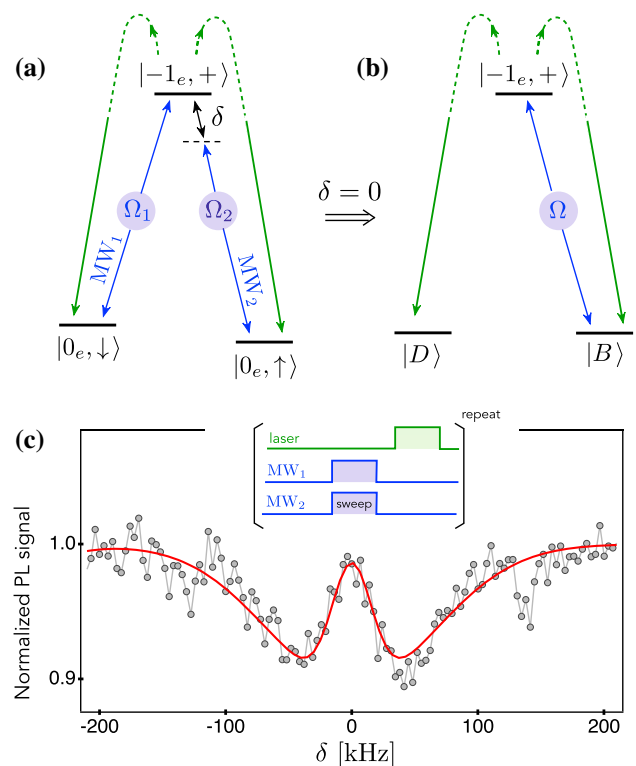 (a)
|−1ₑ, +⟩
δ
Ω₁
Ω₂
MW₁
MW₂
|0ₑ, ↓⟩
|0ₑ, ↑⟩
δ = 0
⟹
(b)
|−1ₑ, +⟩
Ω
|D⟩
|B⟩
(c)
repeat
laser
MW₁
MW₂
sweep
Normalized PL signal
1.0
0.9
-200 -100 0 100 200
δ [kHz]